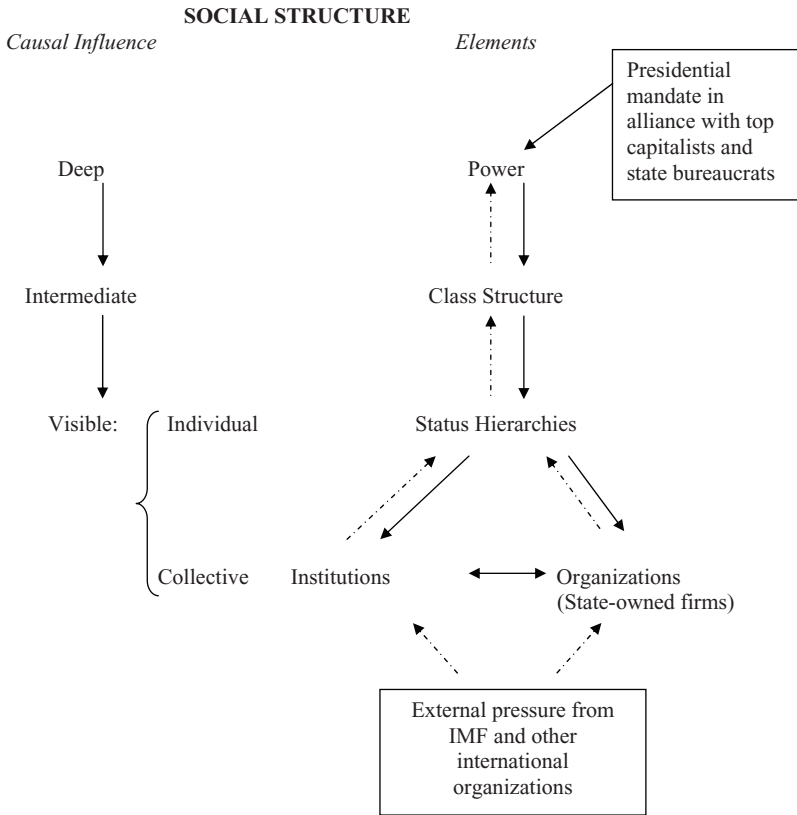 SOCIAL STRUCTURE
Causal Influence
Elements
Presidential
mandate in
alliance with top
capitalists and
state bureaucrats
Deep
Power
Intermediate
Class Structure
Visible:
Individual
Status Hierarchies
Collective
Institutions
Organizations
(State-owned firms)
External pressure from
IMF and other
international
organizations